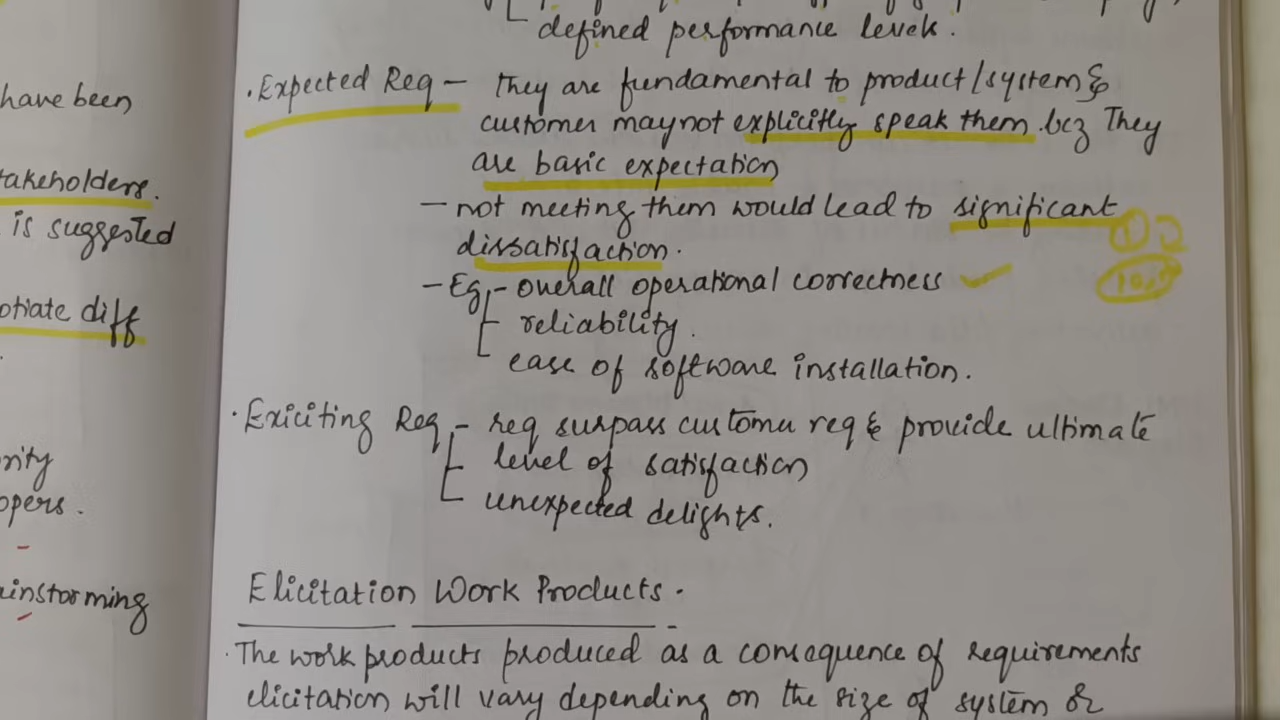 have been
takeholders.
is suggested
otiate diff
rity
opers.
instorming
defined performance levels.
· Expected Req – They are fundamental to product/system &
customer may not explicitly speak them bcz They
are basic expectation
– not meeting them would lead to significant
dissatisfaction.
– Eg – overall operational correctness
reliability.
ease of software installation.
· Exiciting Req – req surpass customer req & provide ultimate
level of satisfaction
unexpected delights.
Elicitation Work Products.
· The work products produced as a consequence of requirements
elicitation will vary depending on the size of system or